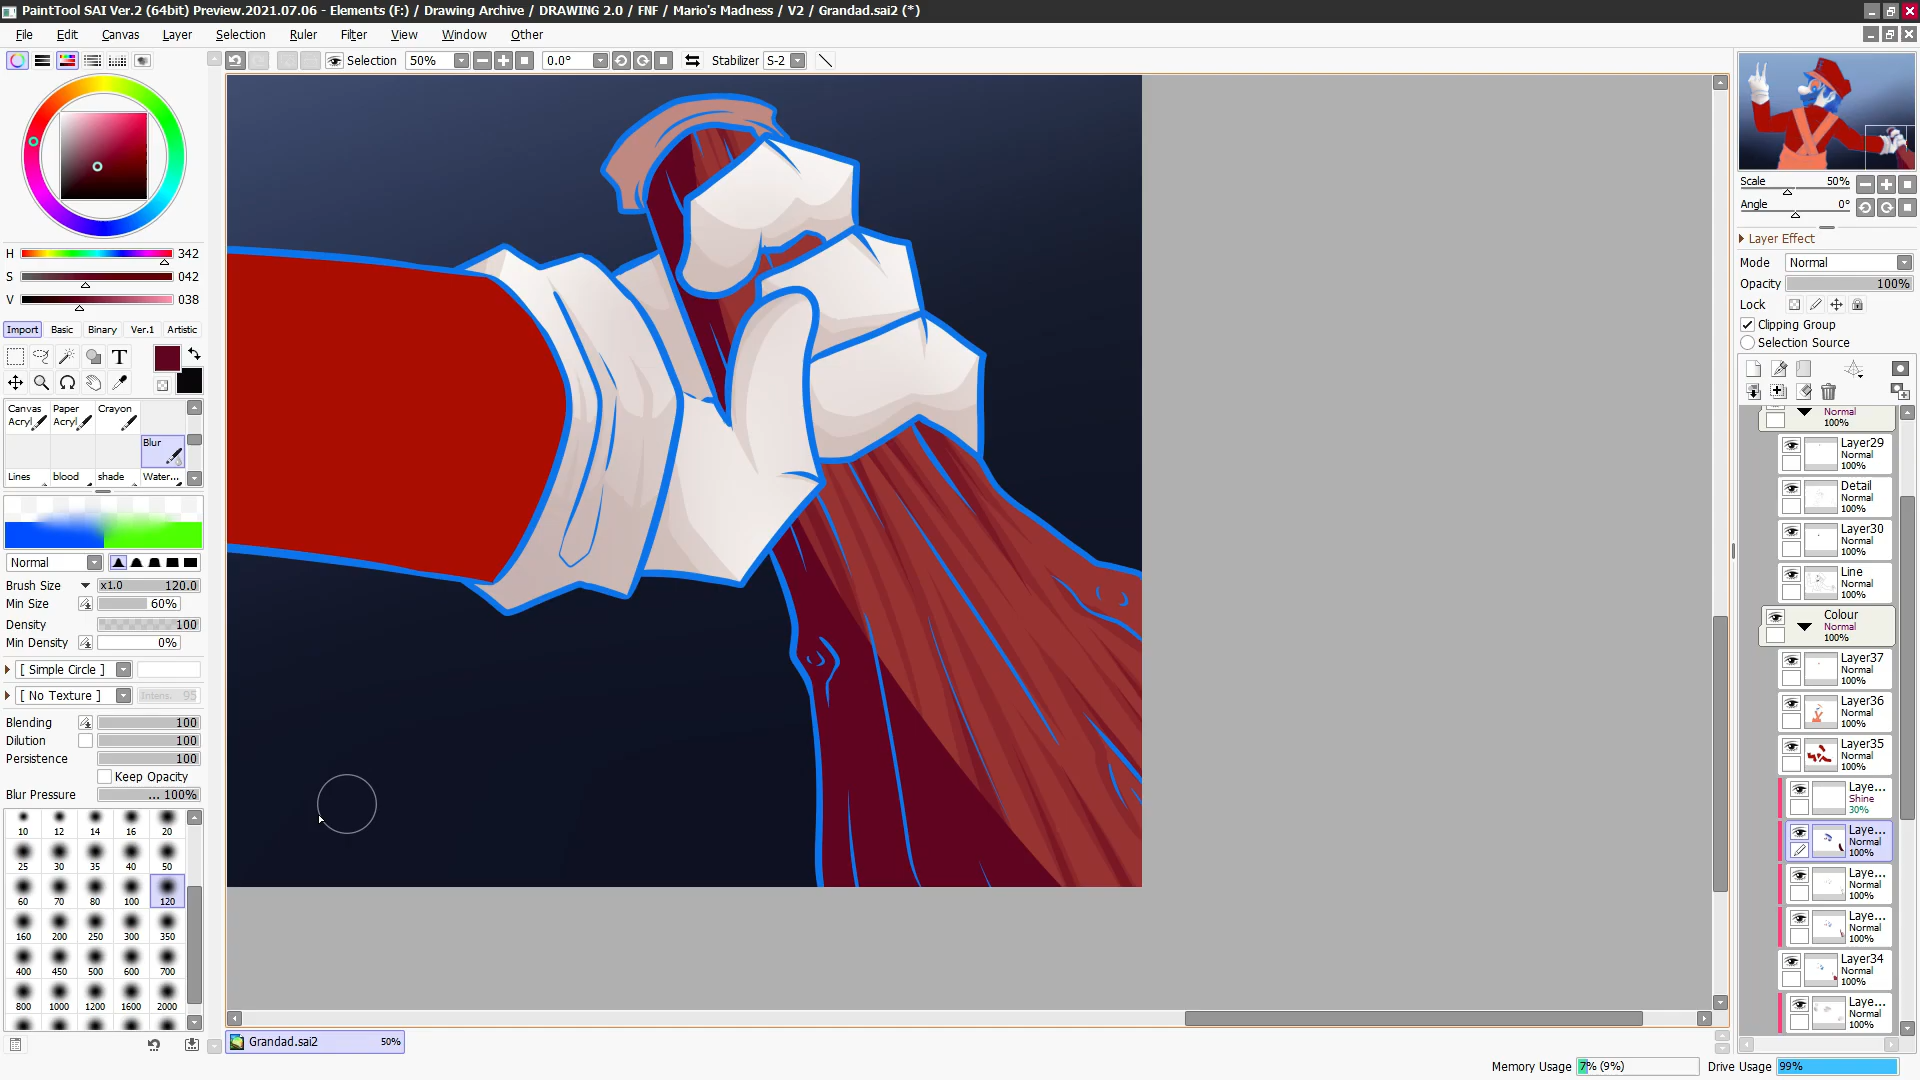 PaintTool SAI Ver.2 (64bit) Preview.2021.07.06 - Elements (F:) / Drawing Archive / DRAWING 2.0 / FNF / Mario's Madness / V2 / Grandad.sai2 (*)
File Edit Canvas Layer Selection Ruler Filter View Window Other
Selection 50% 0.0° Stabilizer S-2
H 342
S 042
V 038
Import Basic Binary Ver.1 Artistic
T
Canvas Paper Crayon
Acryl Acryl
Blur
Lines blood shade Water...
Normal
Brush Size x1.0 120.0
Min Size 60%
Density 100
Min Density 0%
[ Simple Circle ]
[ No Texture ] Intens. 95
Blending 100
Dilution 100
Persistence 100
Keep Opacity
Blur Pressure ... 100%
10 12 14 16 20
25 30 35 40 50
60 70 80 100 120
160 200 250 300 350
400 450 500 600 700
800 1000 1200 1600 2000
Grandad.sai2 50%
Scale 50%
Angle 0°
Layer Effect
Mode Normal
Opacity 100%
Lock
Clipping Group
Selection Source
Normal
100%
Layer29
Normal
100%
Detail
Normal
100%
Layer30
Normal
100%
Line
Normal
100%
Colour
Normal
100%
Layer37
Normal
100%
Layer36
Normal
100%
Layer35
Normal
100%
Laye...
Shine
30%
Laye...
Normal
100%
Laye...
Normal
100%
Laye...
Normal
100%
Layer34
Normal
100%
Laye...
Normal
100%
Memory Usage 7% (9%) Drive Usage 99%